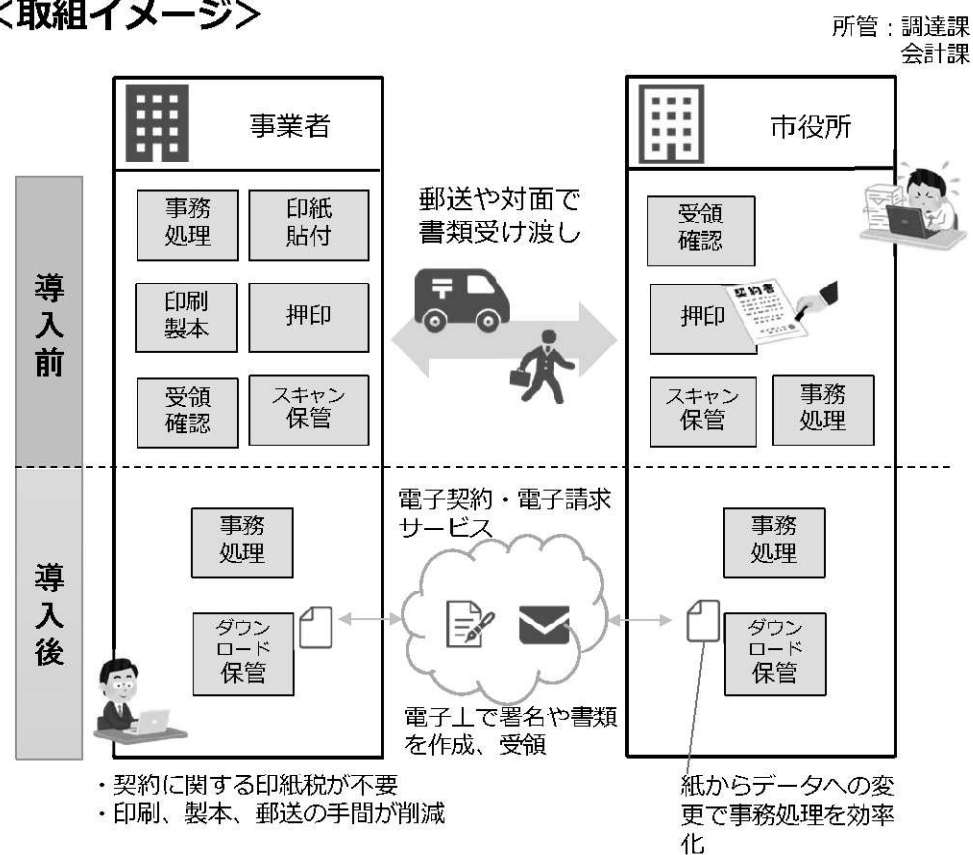 <取組イメージ>
所管：調達課
会計課
事業者
市役所
導入前
事務
処理
印紙
貼付
印刷
製本
押印
受領
確認
スキャン
保管
郵送や対面で
書類受け渡し
〒
受領
確認
押印
契約書
スキャン
保管
事務
処理
導入後
事務
処理
ダウン
ロード
保管
電子契約・電子請求
サービス
電子上で署名や書類
を作成、受領
事務
処理
ダウン
ロード
保管
・契約に関する印紙税が不要
・印刷、製本、郵送の手間が削減
紙からデータへの変
更で事務処理を効率
化